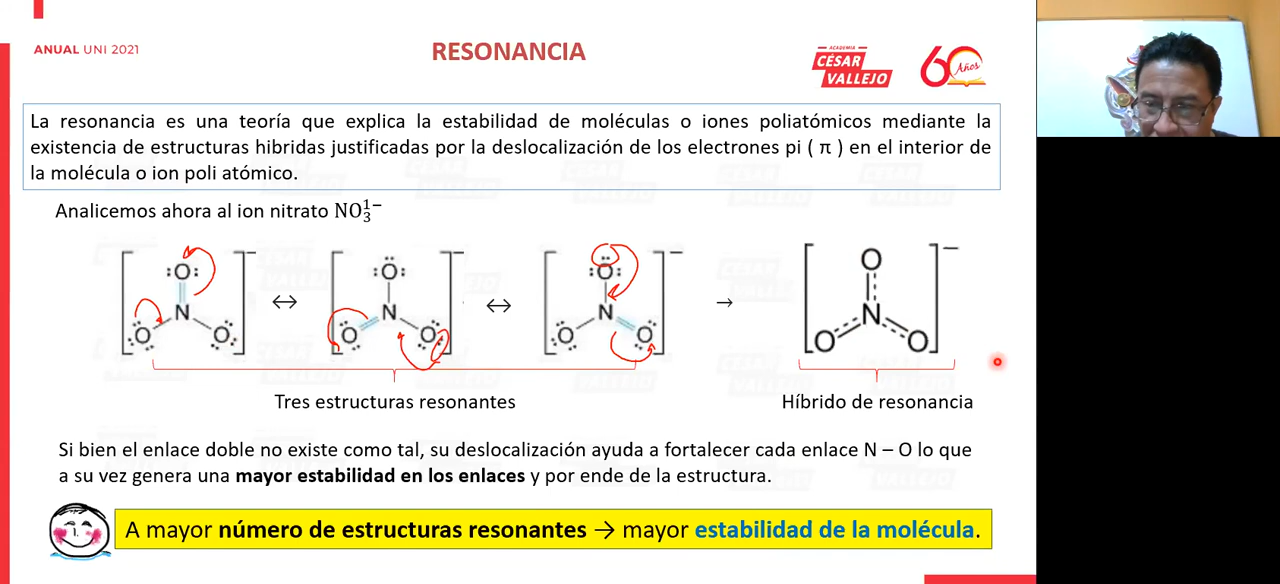 ANUAL UNI 2021
RESONANCIA
ACADEMIA
CÉSAR
VALLEJO
60 Años
La resonancia es una teoría que explica la estabilidad de moléculas o iones poliatómicos mediante la
existencia de estructuras hibridas justificadas por la deslocalización de los electrones pi ( π ) en el interior de
la molécula o ion poli atómico.
Analicemos ahora al ion nitrato NO₃¹⁻
[:O: N O O]⁻ ↔ [:O: N O O]⁻ ↔ [:O: N O O]⁻ → [O N O O]⁻
Tres estructuras resonantes
Híbrido de resonancia
Si bien el enlace doble no existe como tal, su deslocalización ayuda a fortalecer cada enlace N – O lo que
a su vez genera una mayor estabilidad en los enlaces y por ende de la estructura.
A mayor número de estructuras resonantes → mayor estabilidad de la molécula.